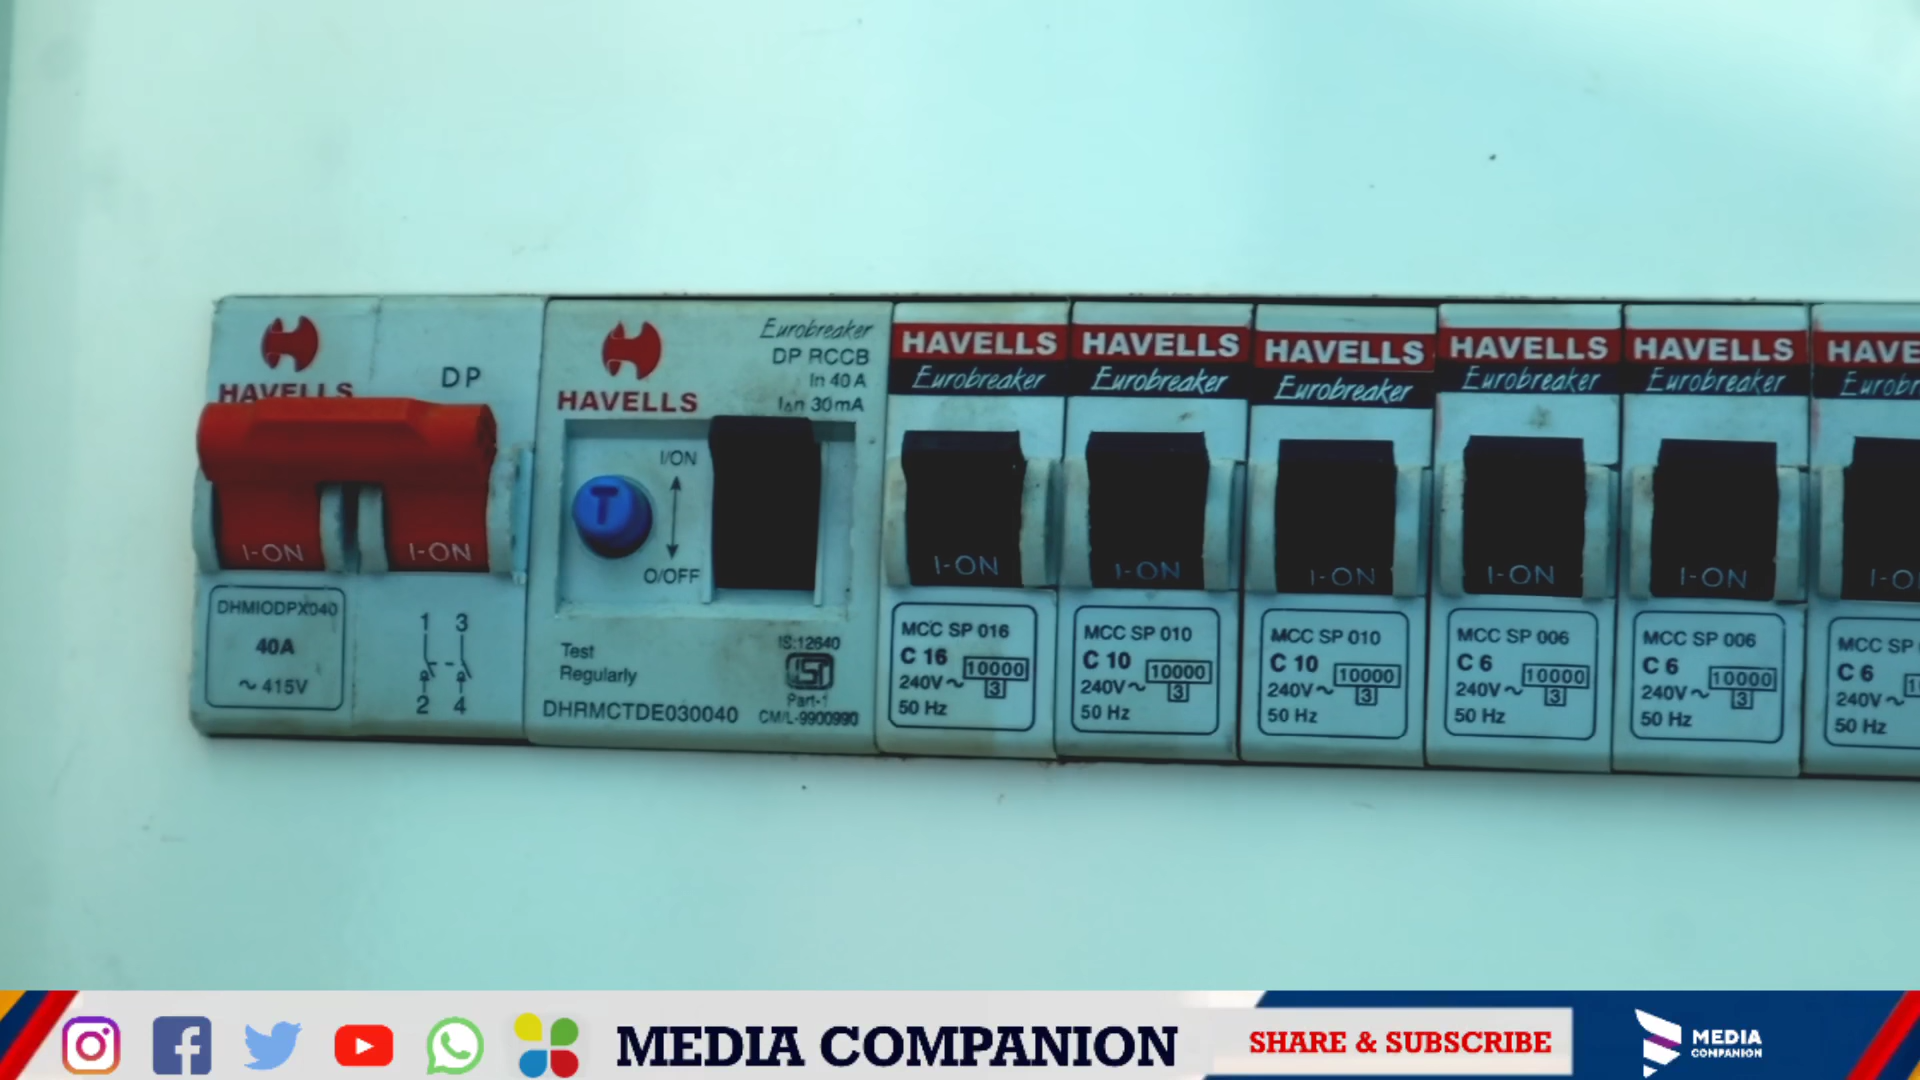 HAVELLS
DP
I-ON
I-ON
DHMIODPX040
40A
~ 415V
1 3
2 4
HAVELLS
Eurobreaker
DP RCCB
In 40 A
I∆n 30mA
T
I/ON
O/OFF
Test
Regularly
DHRMCTDE030040
IS:12640
ISI
Part-1
CM/L-9900990
HAVELLS
Eurobreaker
I-ON
MCC SP 016
C 16
10000
240V~
3
50 Hz
HAVELLS
Eurobreaker
I-ON
MCC SP 010
C 10
10000
240V~
3
50 Hz
HAVELLS
Eurobreaker
I-ON
MCC SP 010
C 10
10000
240V~
3
50 Hz
HAVELLS
Eurobreaker
I-ON
MCC SP 006
C 6
10000
240V~
3
50 Hz
HAVELLS
Eurobreaker
I-ON
MCC SP 006
C 6
10000
240V~
3
50 Hz
HAVE
Eurobr
I-O
MCC SP
C 6
240V~
50 Hz
MEDIA COMPANION
SHARE & SUBSCRIBE
MEDIA
COMPANION